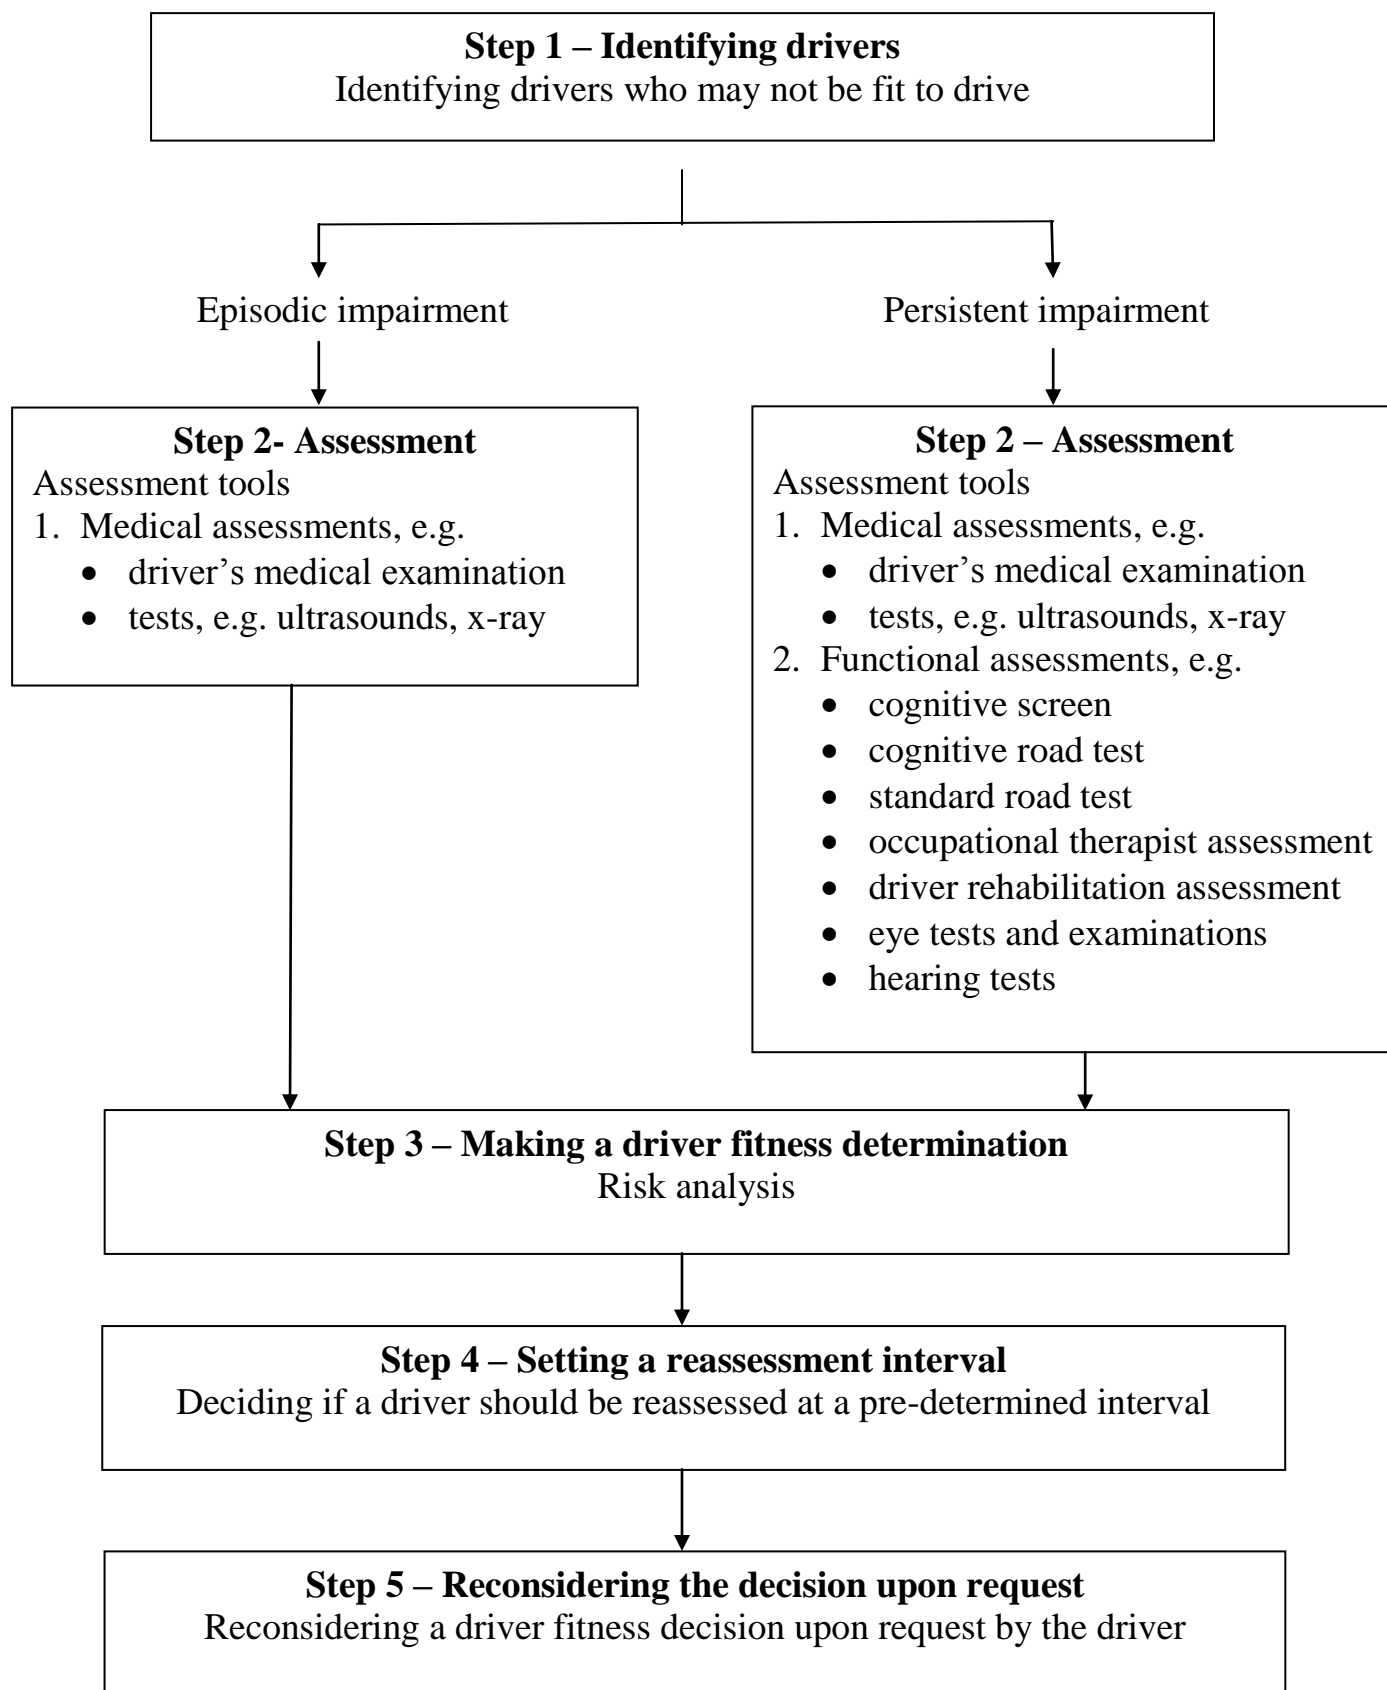 Step 1 – Identifying drivers
Identifying drivers who may not be fit to drive
Episodic impairment
Persistent impairment
Step 2- Assessment
Assessment tools
1. Medical assessments, e.g.
• driver’s medical examination
• tests, e.g. ultrasounds, x-ray
Step 2 – Assessment
Assessment tools
1. Medical assessments, e.g.
• driver’s medical examination
• tests, e.g. ultrasounds, x-ray
2. Functional assessments, e.g.
• cognitive screen
• cognitive road test
• standard road test
• occupational therapist assessment
• driver rehabilitation assessment
• eye tests and examinations
• hearing tests
Step 3 – Making a driver fitness determination
Risk analysis
Step 4 – Setting a reassessment interval
Deciding if a driver should be reassessed at a pre-determined interval
Step 5 – Reconsidering the decision upon request
Reconsidering a driver fitness decision upon request by the driver